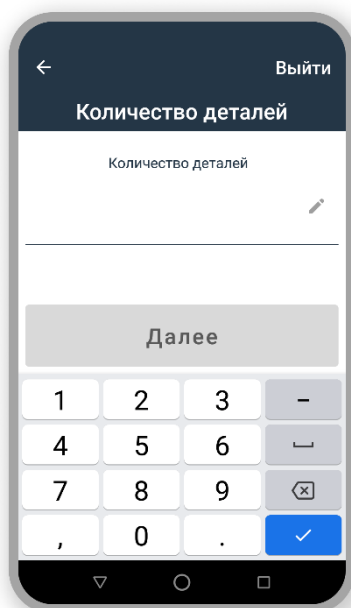 Выйти
Количество деталей
Количество деталей
Далее
1 2 3 -
4 5 6
7 8 9
, 0 .